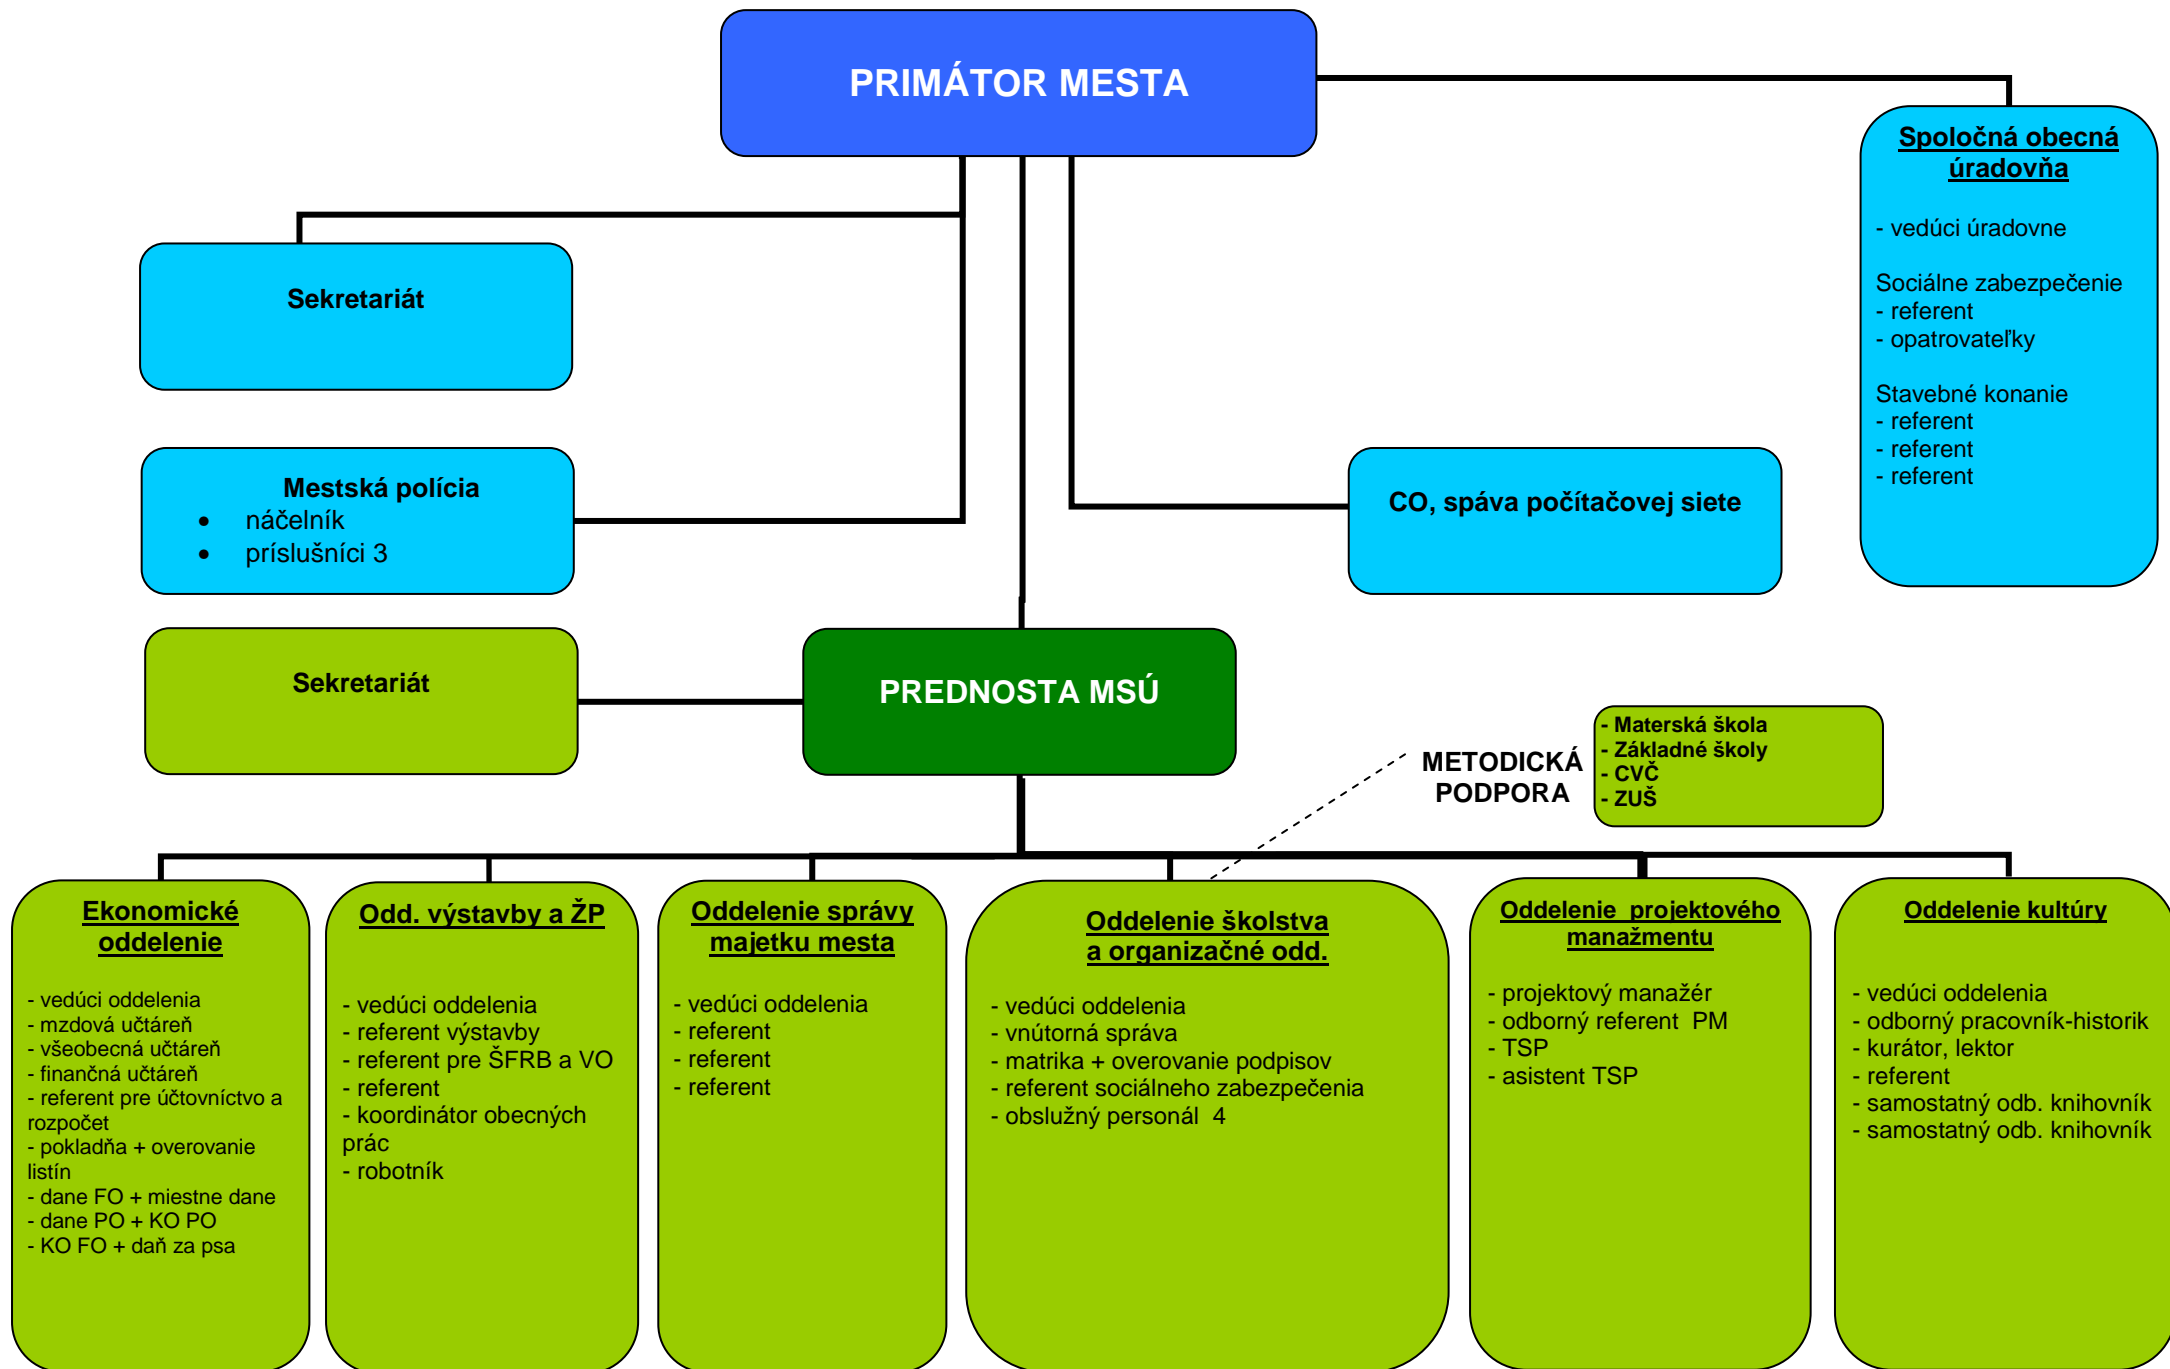 PRIMÁTOR MESTA
Spoločná obecná
úradovňa
- vedúci úradovne
Sociálne zabezpečenie
- referent
- opatrovateľky
Stavebné konanie
- referent
- referent
- referent
Sekretariát
Mestská polícia
• náčelník
• príslušníci 3
CO, spáva počítačovej siete
Sekretariát
PREDNOSTA MSÚ
METODICKÁ
PODPORA
- Materská škola
- Základné školy
- CVČ
- ZUŠ
Ekonomické
oddelenie
- vedúci oddelenia
- mzdová učtáreň
- všeobecná učtáreň
- finančná učtáreň
- referent pre účtovníctvo a
rozpočet
- pokladňa + overovanie
listín
- dane FO + miestne dane
- dane PO + KO PO
- KO FO + daň za psa
Odd. výstavby a ŽP
- vedúci oddelenia
- referent výstavby
- referent pre ŠFRB a VO
- referent
- koordinátor obecných
prác
- robotník
Oddelenie správy
majetku mesta
- vedúci oddelenia
- referent
- referent
- referent
Oddelenie školstva
a organizačné odd.
- vedúci oddelenia
- vnútorná správa
- matrika + overovanie podpisov
- referent sociálneho zabezpečenia
- obslužný personál  4
Oddelenie  projektového
manažmentu
- projektový manažér
- odborný referent  PM
- TSP
- asistent TSP
Oddelenie kultúry
- vedúci oddelenia
- odborný pracovník-historik
- kurátor, lektor
- referent
- samostatný odb. knihovník
- samostatný odb. knihovník